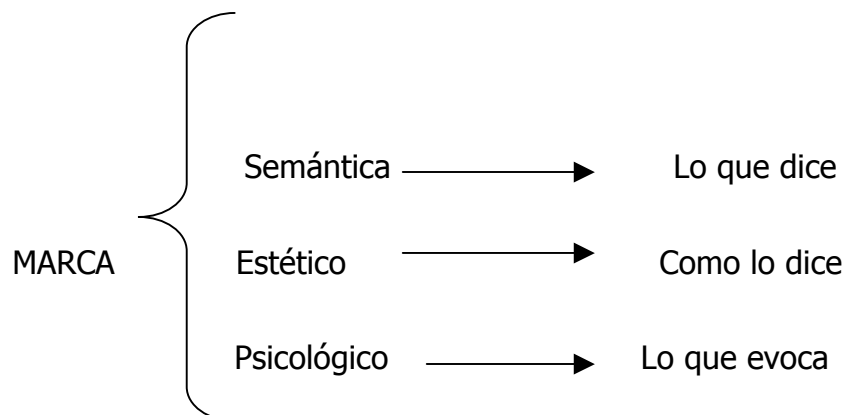 Semántica Lo que dice
MARCA Estético Como lo dice
Psicológico Lo que evoca